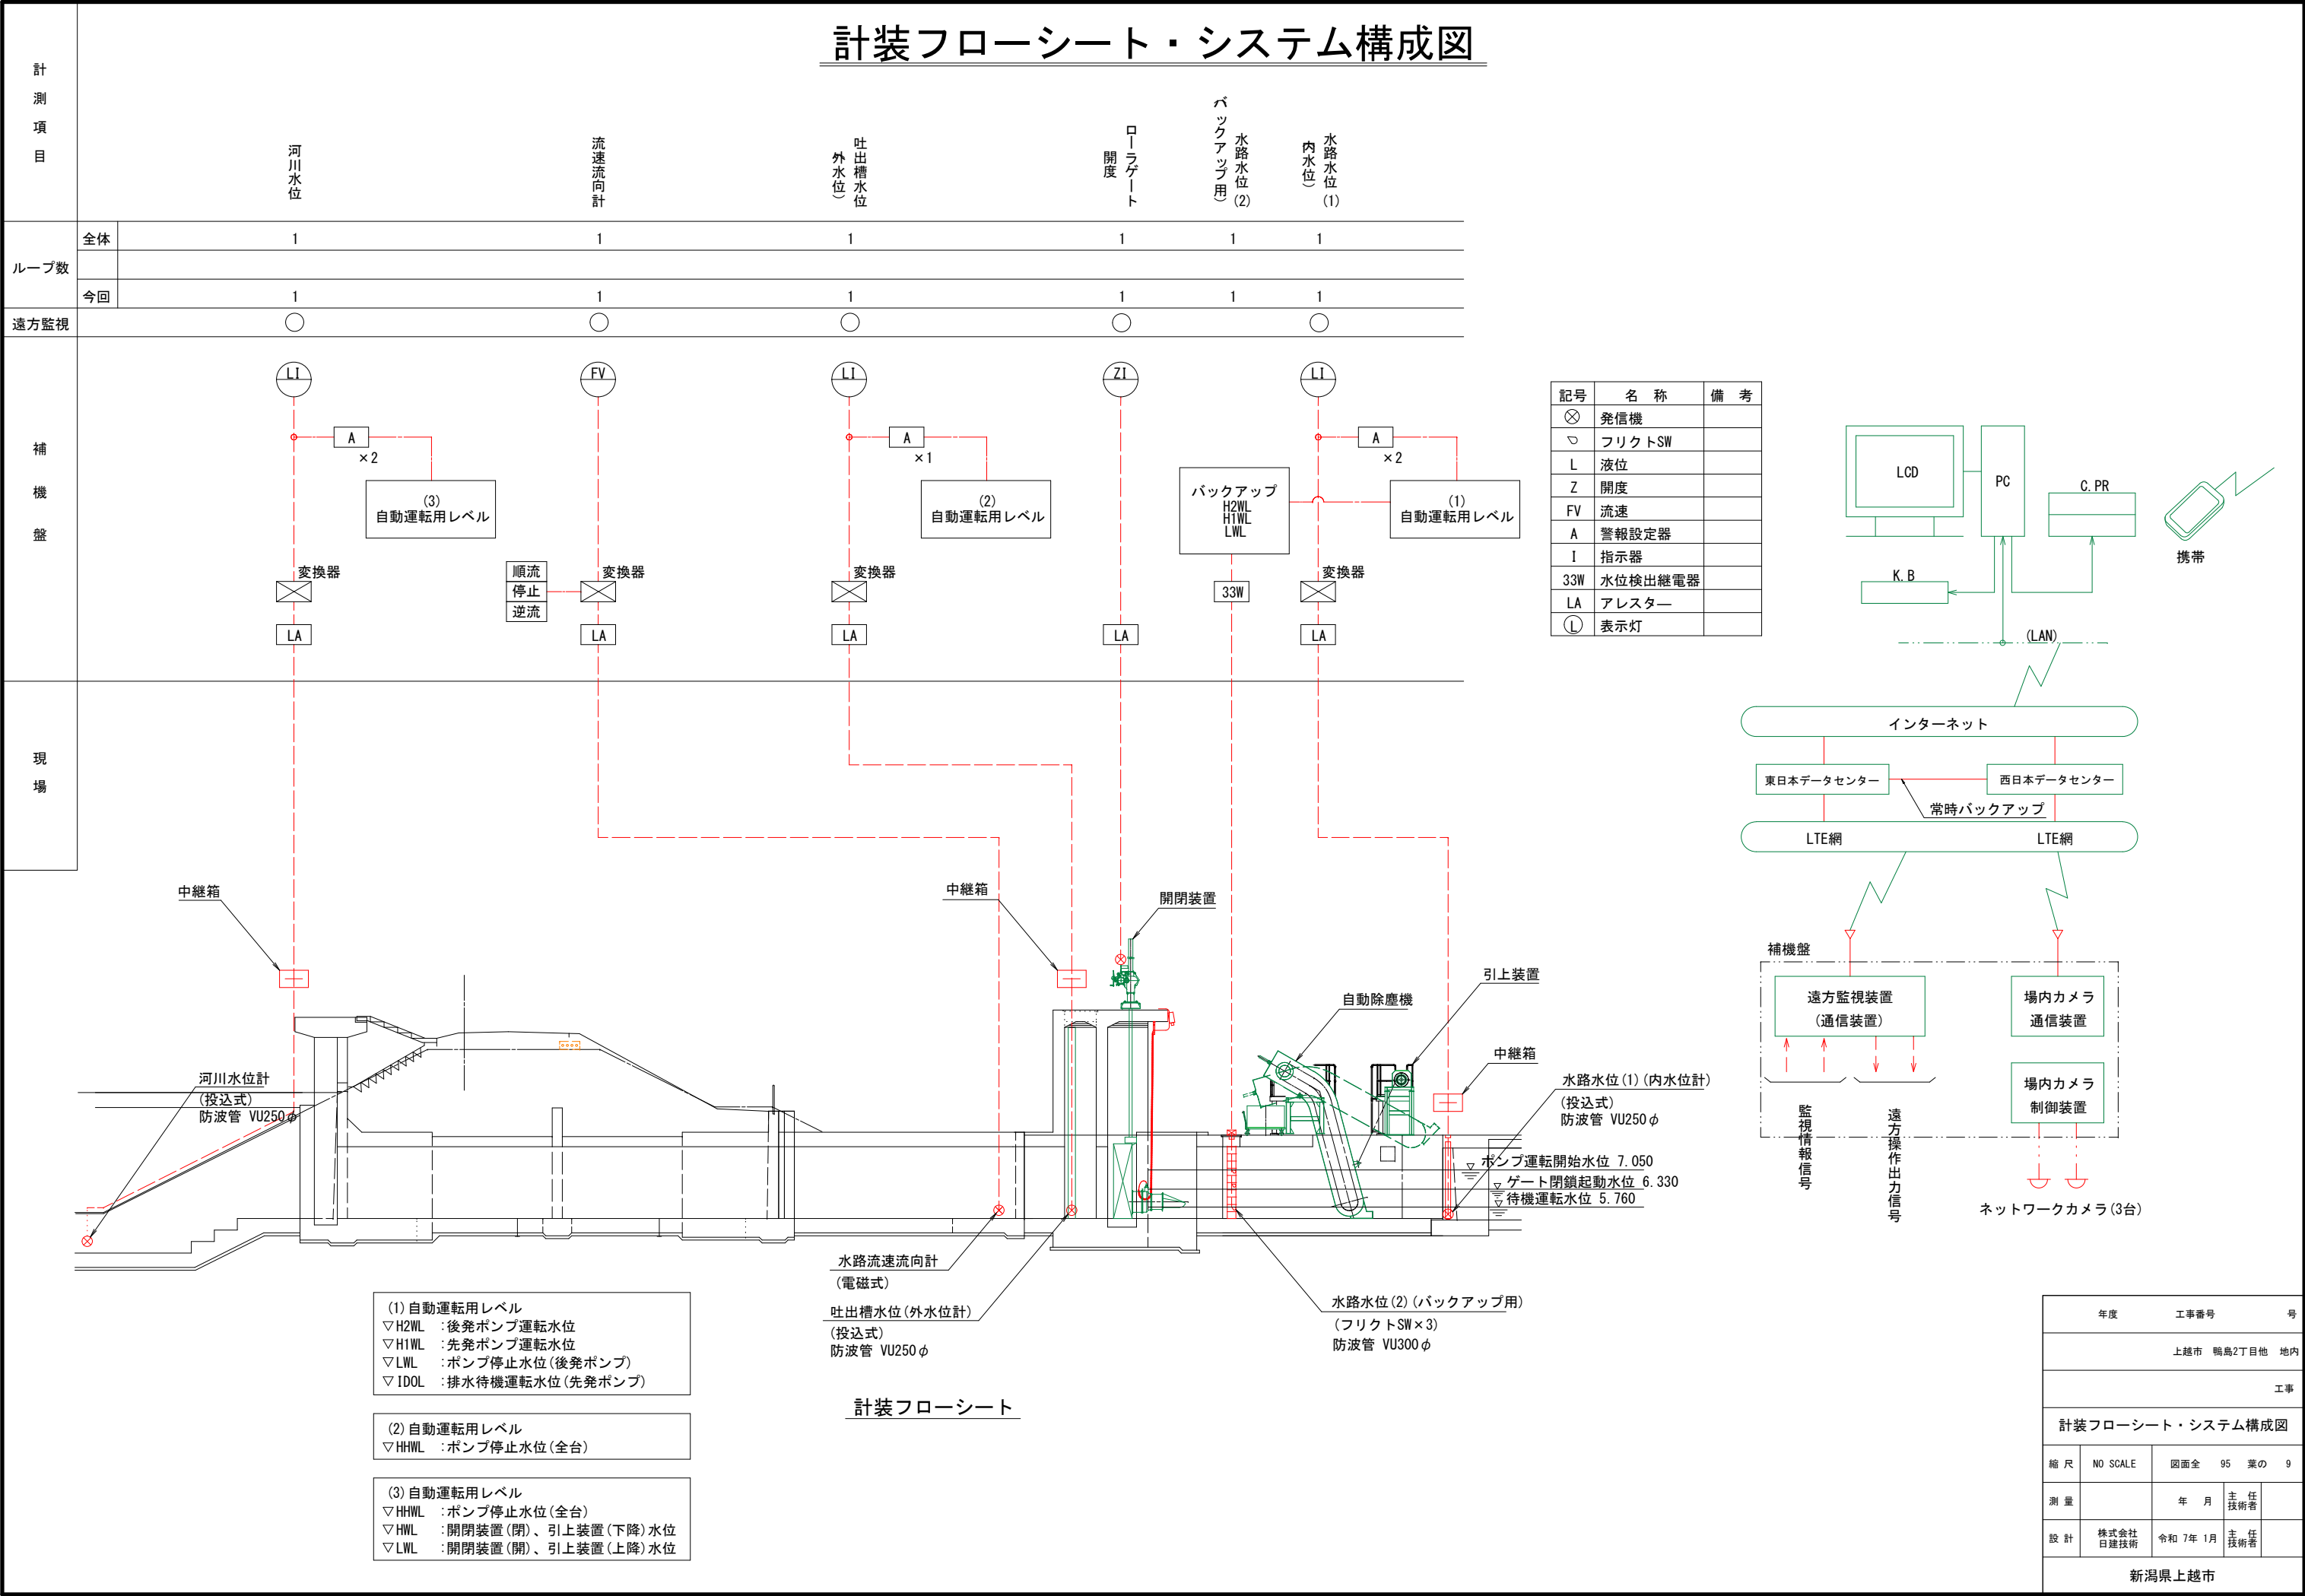 計装フローシート・システム構成図
計測項目
河川水位
流速流向計
吐出槽水位
外水位)
ローラゲート
開度
水路水位(2)
バックアップ用)
水路水位(1)
内水位)
ループ数
全体
1 1 1 1 1 1
今回
1 1 1 1 1 1
遠方監視
補機盤
LI FV LI ZI LI
A
×2
(3)
自動運転用レベル
A
×1
(2)
自動運転用レベル
A
×2
(1)
自動運転用レベル
バックアップ
H2WL
H1WL
LWL
順流
停止
逆流
変換器 変換器 変換器 変換器
33W
LA LA LA LA LA
記号 名 称 備 考
発信機
フリクトSW
L 液位
Z 開度
FV 流速
A 警報設定器
I 指示器
33W 水位検出継電器
LA アレスター
L 表示灯
LCD
PC
C.PR
携帯
K.B
(LAN)
インターネット
東日本データセンター
西日本データセンター
常時バックアップ
LTE網 LTE網
補機盤
遠方監視装置
(通信装置)
場内カメラ
通信装置
場内カメラ
制御装置
監視情報信号
遠方操作出力信号
ネットワークカメラ(3台)
現場
中継箱
中継箱
開閉装置
引上装置
自動除塵機
中継箱
河川水位計
(投込式)
防波管 VU250φ
水路水位(1)(内水位計)
(投込式)
防波管 VU250φ
ポンプ運転開始水位 7.050
ゲート閉鎖起動水位 6.330
待機運転水位 5.760
水路流速流向計
(電磁式)
吐出槽水位(外水位計)
(投込式)
防波管 VU250φ
水路水位(2)(バックアップ用)
(フリクトSW×3)
防波管 VU300φ
(1)自動運転用レベル
▽H2WL :後発ポンプ運転水位
▽H1WL :先発ポンプ運転水位
▽LWL :ポンプ停止水位(後発ポンプ)
▽IDOL :排水待機運転水位(先発ポンプ)
(2)自動運転用レベル
▽HHWL :ポンプ停止水位(全台)
(3)自動運転用レベル
▽HHWL :ポンプ停止水位(全台)
▽HWL :開閉装置(閉)、引上装置(下降)水位
▽LWL :開閉装置(開)、引上装置(上降)水位
計装フローシート
年度 工事番号 号
上越市 鴨島2丁目他 地内
工事
計装フローシート・システム構成図
縮 尺 NO SCALE 図面全 95 葉の 9
測 量 年 月 主 任
技術者
設 計 株式会社
日建技術 令和 7年 1月 主 任
技術者
新潟県上越市